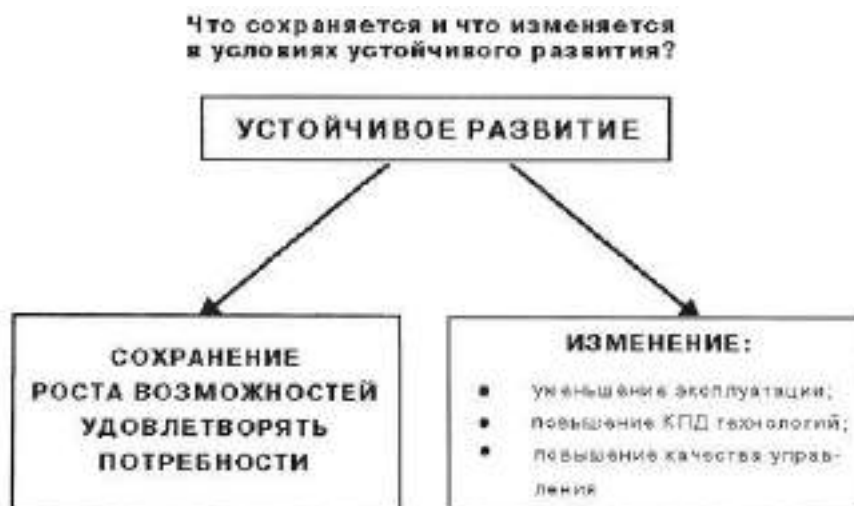 Что сохраняется и что изменяется
в условиях устойчивого развития?
УСТОЙЧИВОЕ РАЗВИТИЕ
СОХРАНЕНИЕ
РОСТА ВОЗМОЖНОСТЕЙ
УДОВЛЕТВОРЯТЬ
ПОТРЕБНОСТИ
ИЗМЕНЕНИЕ:
• уменьшение эксплуатации;
• повышение КПД технологий;
• повышение качества управ-
ления